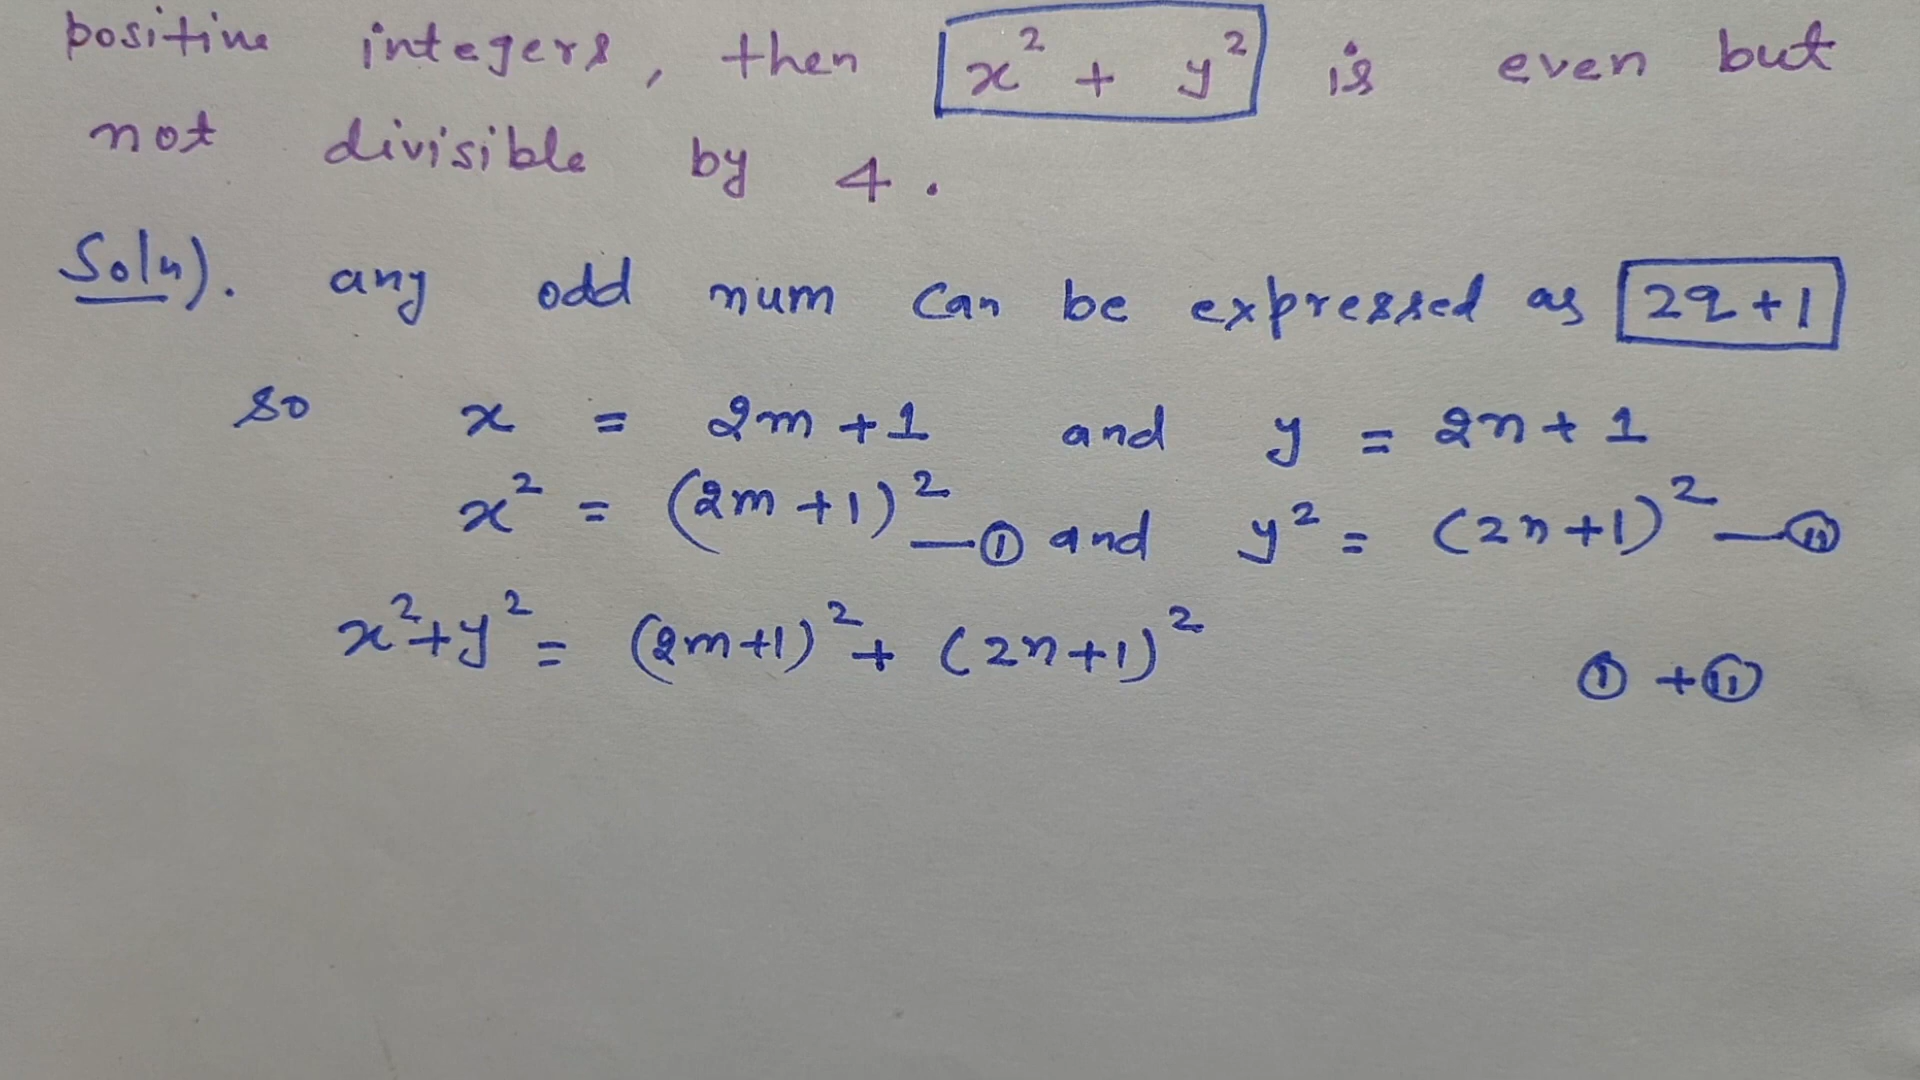 positive integers, then x² + y² is even but
not divisible by 4.
Soln). any odd num can be expressed as 2q+1
so x = 2m+1 and y = 2n+1
x² = (2m+1)² —① and y² = (2n+1)² —⑪
x²+y² = (2m+1)² + (2n+1)² ① + ⑪